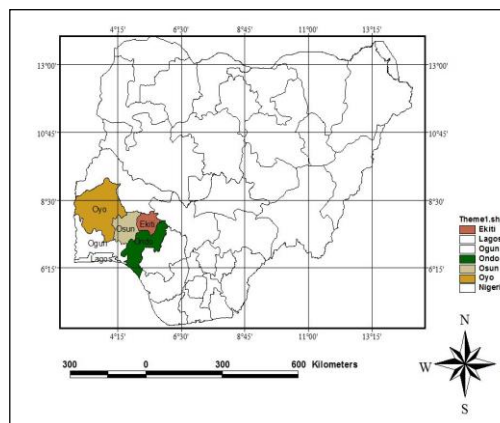 4°15' 6°30' 8°45' 11°00' 13°15'
13°00' 13°00'
10°45' 10°45'
8°30' 8°30'
6°15' 6°15'
Oyo
Osun
Ekiti
Ondo
Ogun
Lagos
4°15' 6°30' 8°45' 11°00' 13°15'
Theme1.sh
Ekiti
Lagos
Ogun
Ondo
Osun
Oyo
Nigeri
300 0 300 600 Kilometers
N
W E
S